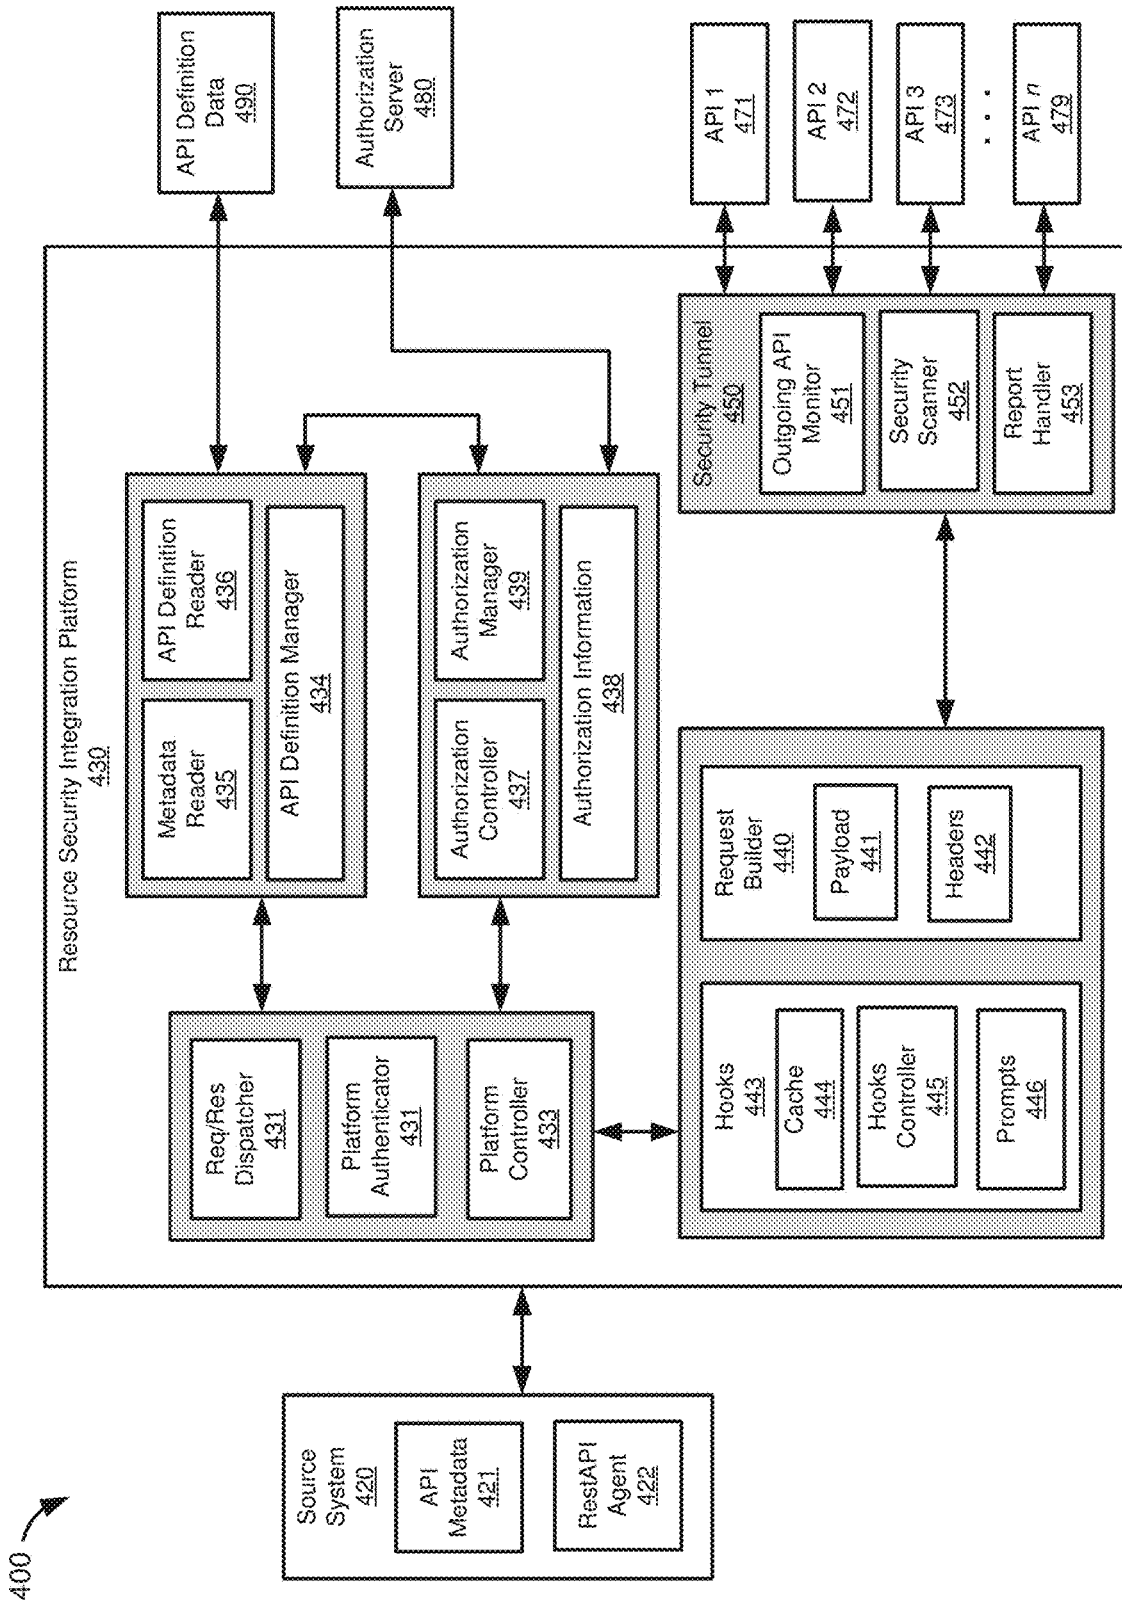 400
Source
System
420
API
Metadata
421
RestAPI
Agent
422
Resource Security Integration Platform
430
Req/Res
Dispatcher
431
Platform
Authenticator
431
Platform
Controller
433
Metadata
Reader
435
API Definition
Reader
436
API Definition Manager
434
Authorization
Controller
437
Authorization
Manager
439
Authorization Information
438
Hooks
443
Cache
444
Hooks
Controller
445
Prompts
446
Request
Builder
440
Payload
441
Headers
442
Security Tunnel
450
Outgoing API
Monitor
451
Security
Scanner
452
Report
Handler
453
API Definition
Data
490
Authorization
Server
480
API 1
471
API 2
472
API 3
473
API n
479